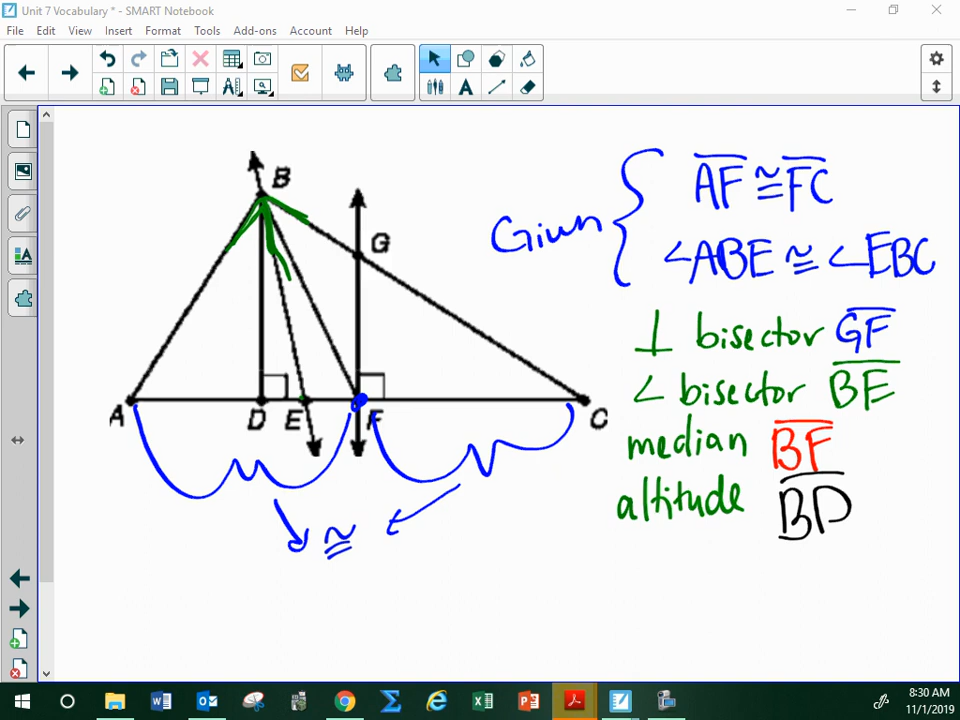 Unit 7 Vocabulary * - SMART Notebook
File Edit View Insert Format Tools Add-ons Account Help
B
G
A D E F C
Given
AF ≅ FC
∠ABE ≅ ∠EBC
⊥ bisector GF
∠ bisector BE
median BF
altitude BD
≅
8:30 AM
11/1/2019